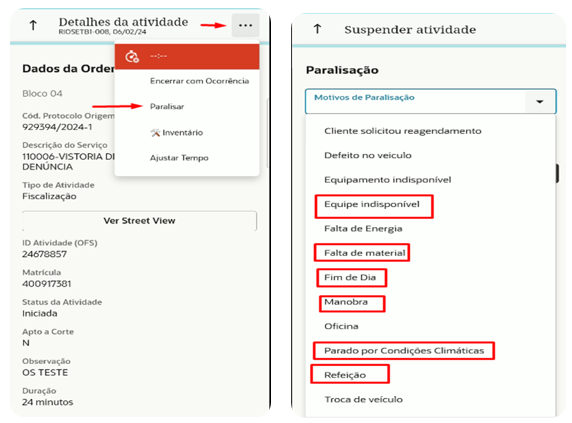 Detalhes da atividade
RIOSETB1-008, 06/02/24
--:--
Encerrar com Ocorrência
Paralisar
Inventário
Ajustar Tempo
Dados da Order
Bloco 04
Cód. Protocolo Origem
929394/2024-1
Descrição do Serviço
110006-VISTORIA DE
DENÚNCIA
Tipo de Atividade
Fiscalização
Ver Street View
ID Atividade (OFS)
24678857
Matrícula
400917381
Status da Atividade
Iniciada
Apto a Corte
N
Observação
OS TESTE
Duração
24 minutos
Suspender atividade
Paralisação
Motivos de Paralisação
Cliente solicitou reagendamento
Defeito no veiculo
Equipamento indisponível
Equipe indisponível
Falta de Energia
Falta de material
Fim de Dia
Manobra
Oficina
Parado por Condições Climáticas
Refeição
Troca de veículo